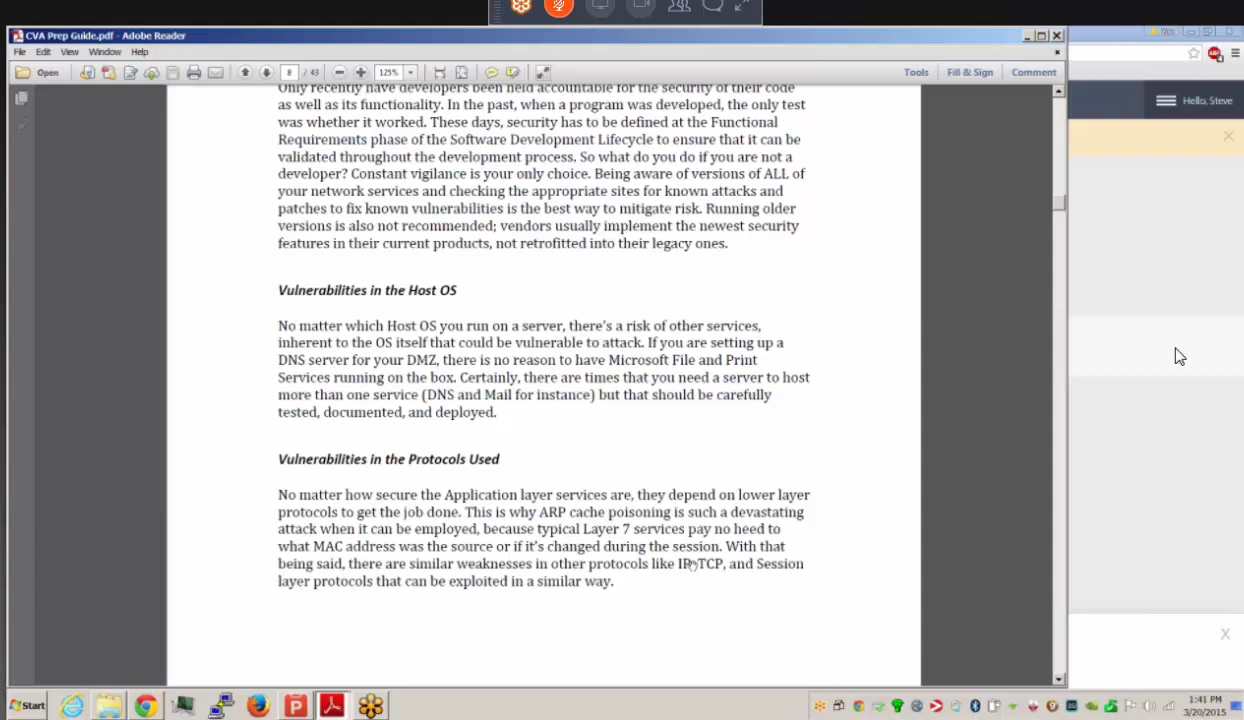 CVA Prep Guide.pdf - Adobe Reader
File Edit View Window Help
Open 8 / 43 125% Tools Fill & Sign Comment
Hello, Steve
Only recently have developers been held accountable for the security of their code
as well as its functionality. In the past, when a program was developed, the only test
was whether it worked. These days, security has to be defined at the Functional
Requirements phase of the Software Development Lifecycle to ensure that it can be
validated throughout the development process. So what do you do if you are not a
developer? Constant vigilance is your only choice. Being aware of versions of ALL of
your network services and checking the appropriate sites for known attacks and
patches to fix known vulnerabilities is the best way to mitigate risk. Running older
versions is also not recommended; vendors usually implement the newest security
features in their current products, not retrofitted into their legacy ones.
Vulnerabilities in the Host OS
No matter which Host OS you run on a server, there's a risk of other services,
inherent to the OS itself that could be vulnerable to attack. If you are setting up a
DNS server for your DMZ, there is no reason to have Microsoft File and Print
Services running on the box. Certainly, there are times that you need a server to host
more than one service (DNS and Mail for instance) but that should be carefully
tested, documented, and deployed.
Vulnerabilities in the Protocols Used
No matter how secure the Application layer services are, they depend on lower layer
protocols to get the job done. This is why ARP cache poisoning is such a devastating
attack when it can be employed, because typical Layer 7 services pay no heed to
what MAC address was the source or if it's changed during the session. With that
being said, there are similar weaknesses in other protocols like IP, TCP, and Session
layer protocols that can be exploited in a similar way.
Start
1:41 PM
3/20/2015